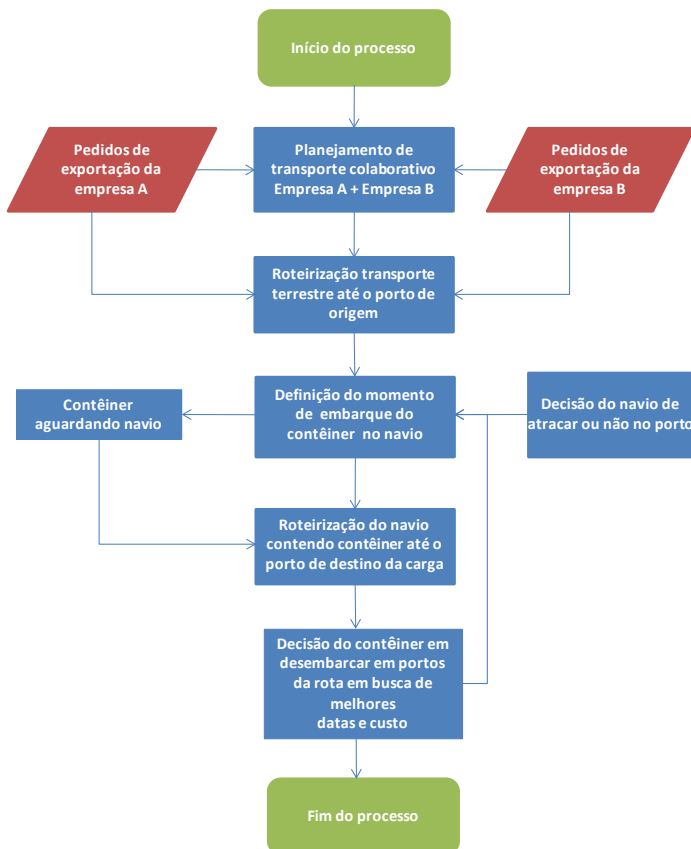 Início do processo
Pedidos de
exportação da
empresa A
Planejamento de
transporte colaborativo
Empresa A + Empresa B
Pedidos de
exportação da
empresa B
Roteirização transporte
terrestre até o porto de
origem
Contêiner
aguardando navio
Definição do momento
de embarque do
contêiner no navio
Decisão do navio de
atracar ou não no porto
Roteirização do navio
contendo contêiner até o
porto de destino da carga
Decisão do contêiner em
desembarcar em portos
da rota em busca de
melhores
datas e custo
Fim do processo